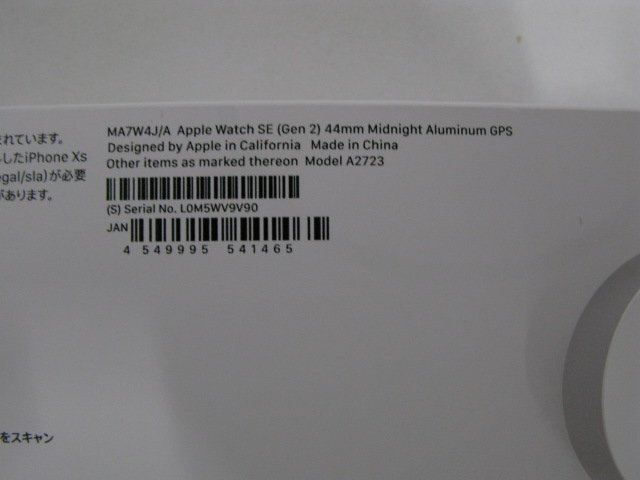 MA7W4J/A Apple Watch SE (Gen 2) 44mm Midnight Aluminum GPS
Designed by Apple in California Made in China
Other items as marked thereon Model A2723
(S) Serial No. L0M5WV9V90
JAN
4 549995 541465
れています。
したiPhone Xs
egal/sla)が必要
があります。
をスキャン